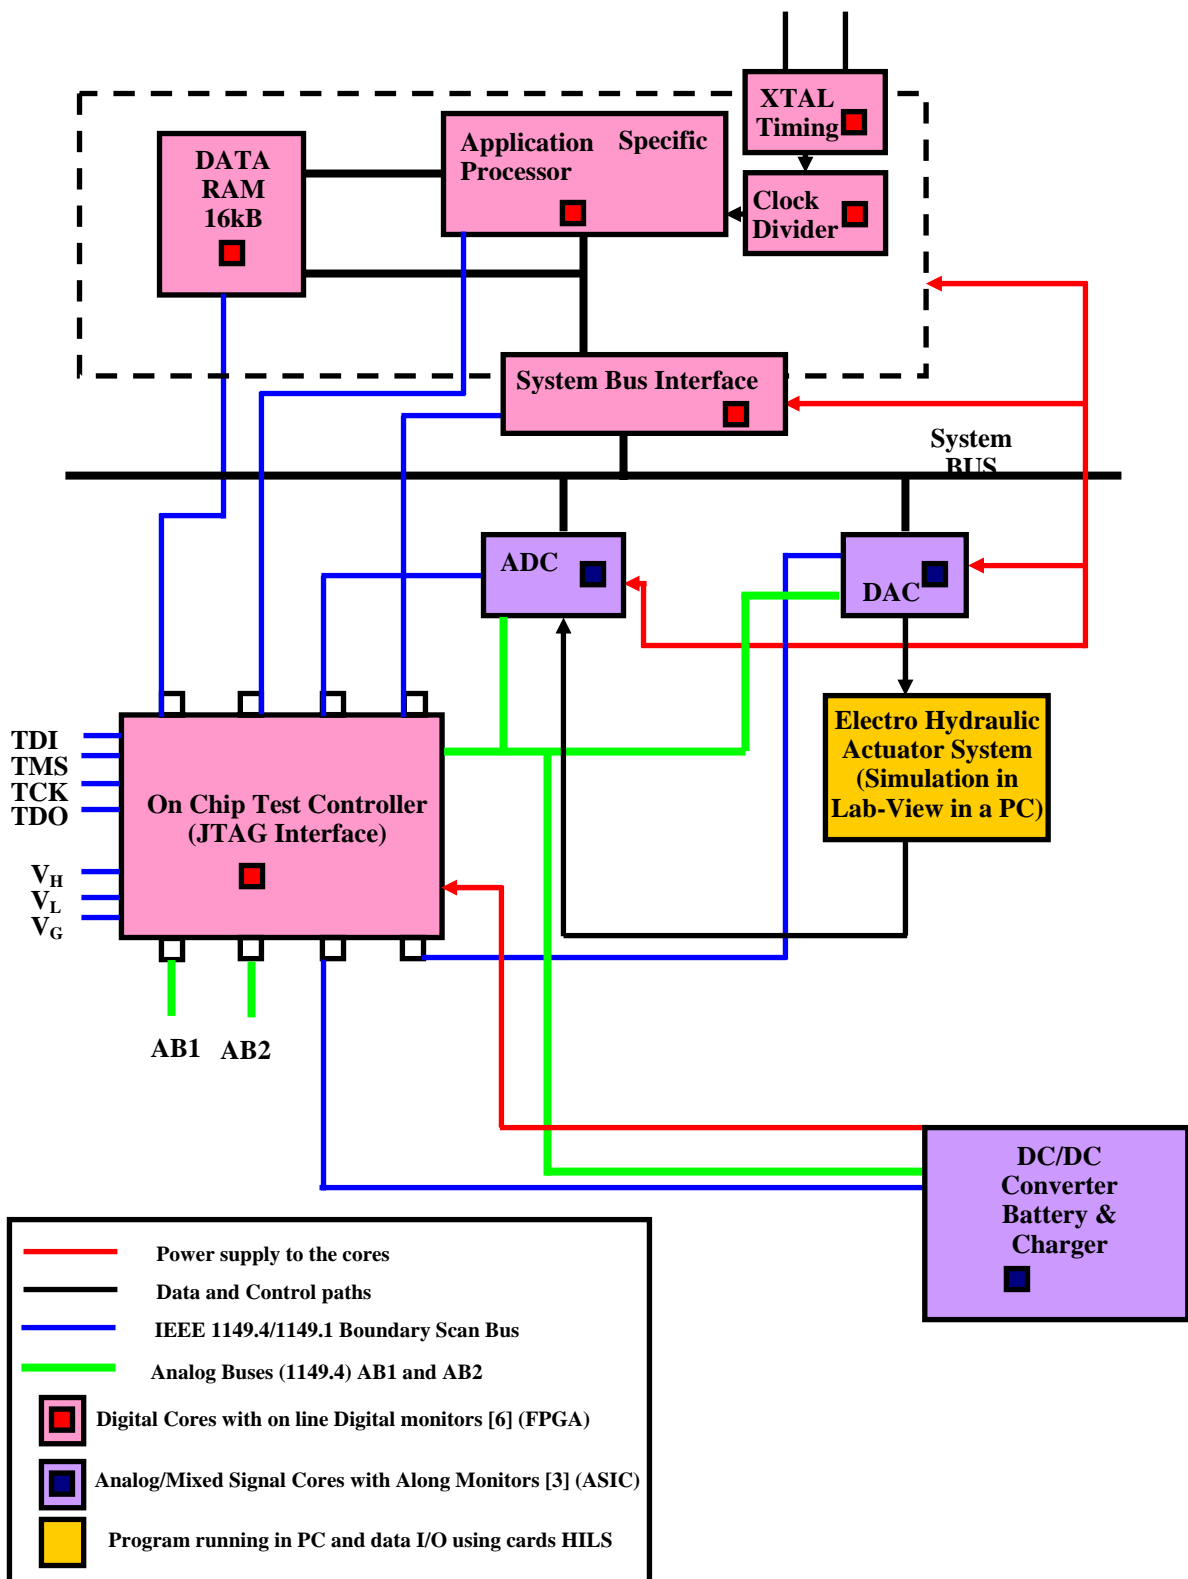 XTAL
Timing
Application Specific
Processor
DATA
RAM
16kB
Clock
Divider
System Bus Interface
System
BUS
ADC
DAC
Electro Hydraulic
Actuator System
(Simulation in
Lab-View in a PC)
TDI
TMS
TCK
TDO
On Chip Test Controller
(JTAG Interface)
VH
VL
VG
AB1
AB2
DC/DC
Converter
Battery &
Charger
Power supply to the cores
Data and Control paths
IEEE 1149.4/1149.1 Boundary Scan Bus
Analog Buses (1149.4) AB1 and AB2
Digital Cores with on line Digital monitors [6] (FPGA)
Analog/Mixed Signal Cores with Along Monitors [3] (ASIC)
Program running in PC and data I/O using cards HILS